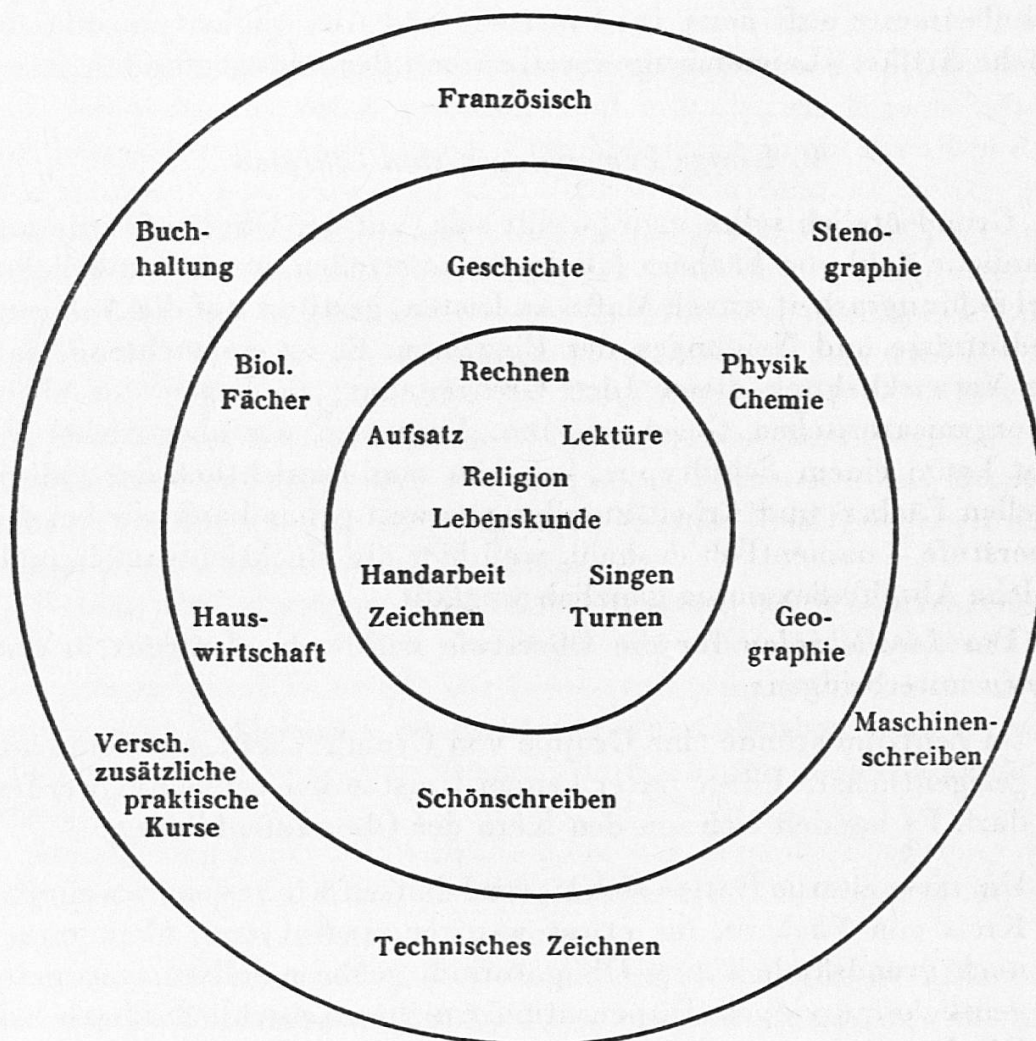 Französisch
Buch-
haltung
Steno-
graphie
Geschichte
Biol.
Fächer
Rechnen
Physik
Chemie
Aufsatz
Lektüre
Religion
Lebenskunde
Handarbeit
Zeichnen
Singen
Turnen
Haus-
wirtschaft
Geo-
graphie
Maschinen-
schreiben
Versch.
zusätzliche
praktische
Kurse
Schönschreiben
Technisches Zeichnen